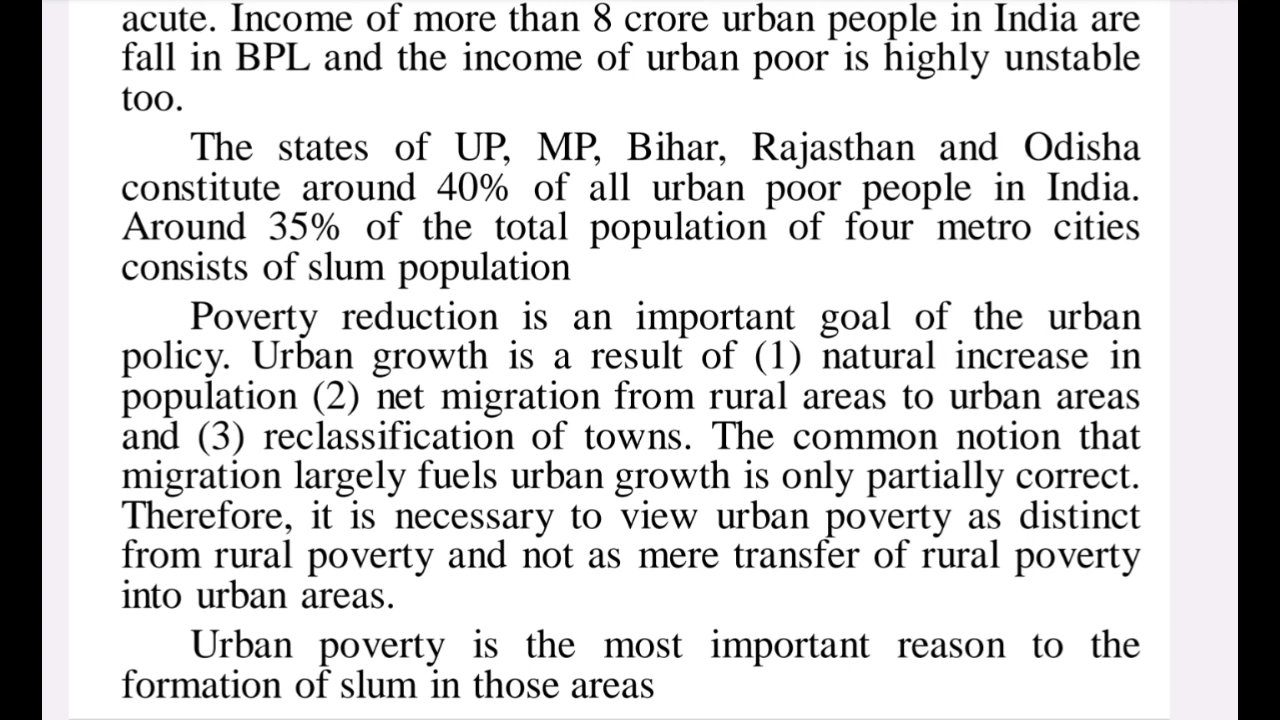 acute. Income of more than 8 crore urban people in India are
fall in BPL and the income of urban poor is highly unstable
too.
The states of UP, MP, Bihar, Rajasthan and Odisha
constitute around 40% of all urban poor people in India.
Around 35% of the total population of four metro cities
consists of slum population
Poverty reduction is an important goal of the urban
policy. Urban growth is a result of (1) natural increase in
population (2) net migration from rural areas to urban areas
and (3) reclassification of towns. The common notion that
migration largely fuels urban growth is only partially correct.
Therefore, it is necessary to view urban poverty as distinct
from rural poverty and not as mere transfer of rural poverty
into urban areas.
Urban poverty is the most important reason to the
formation of slum in those areas